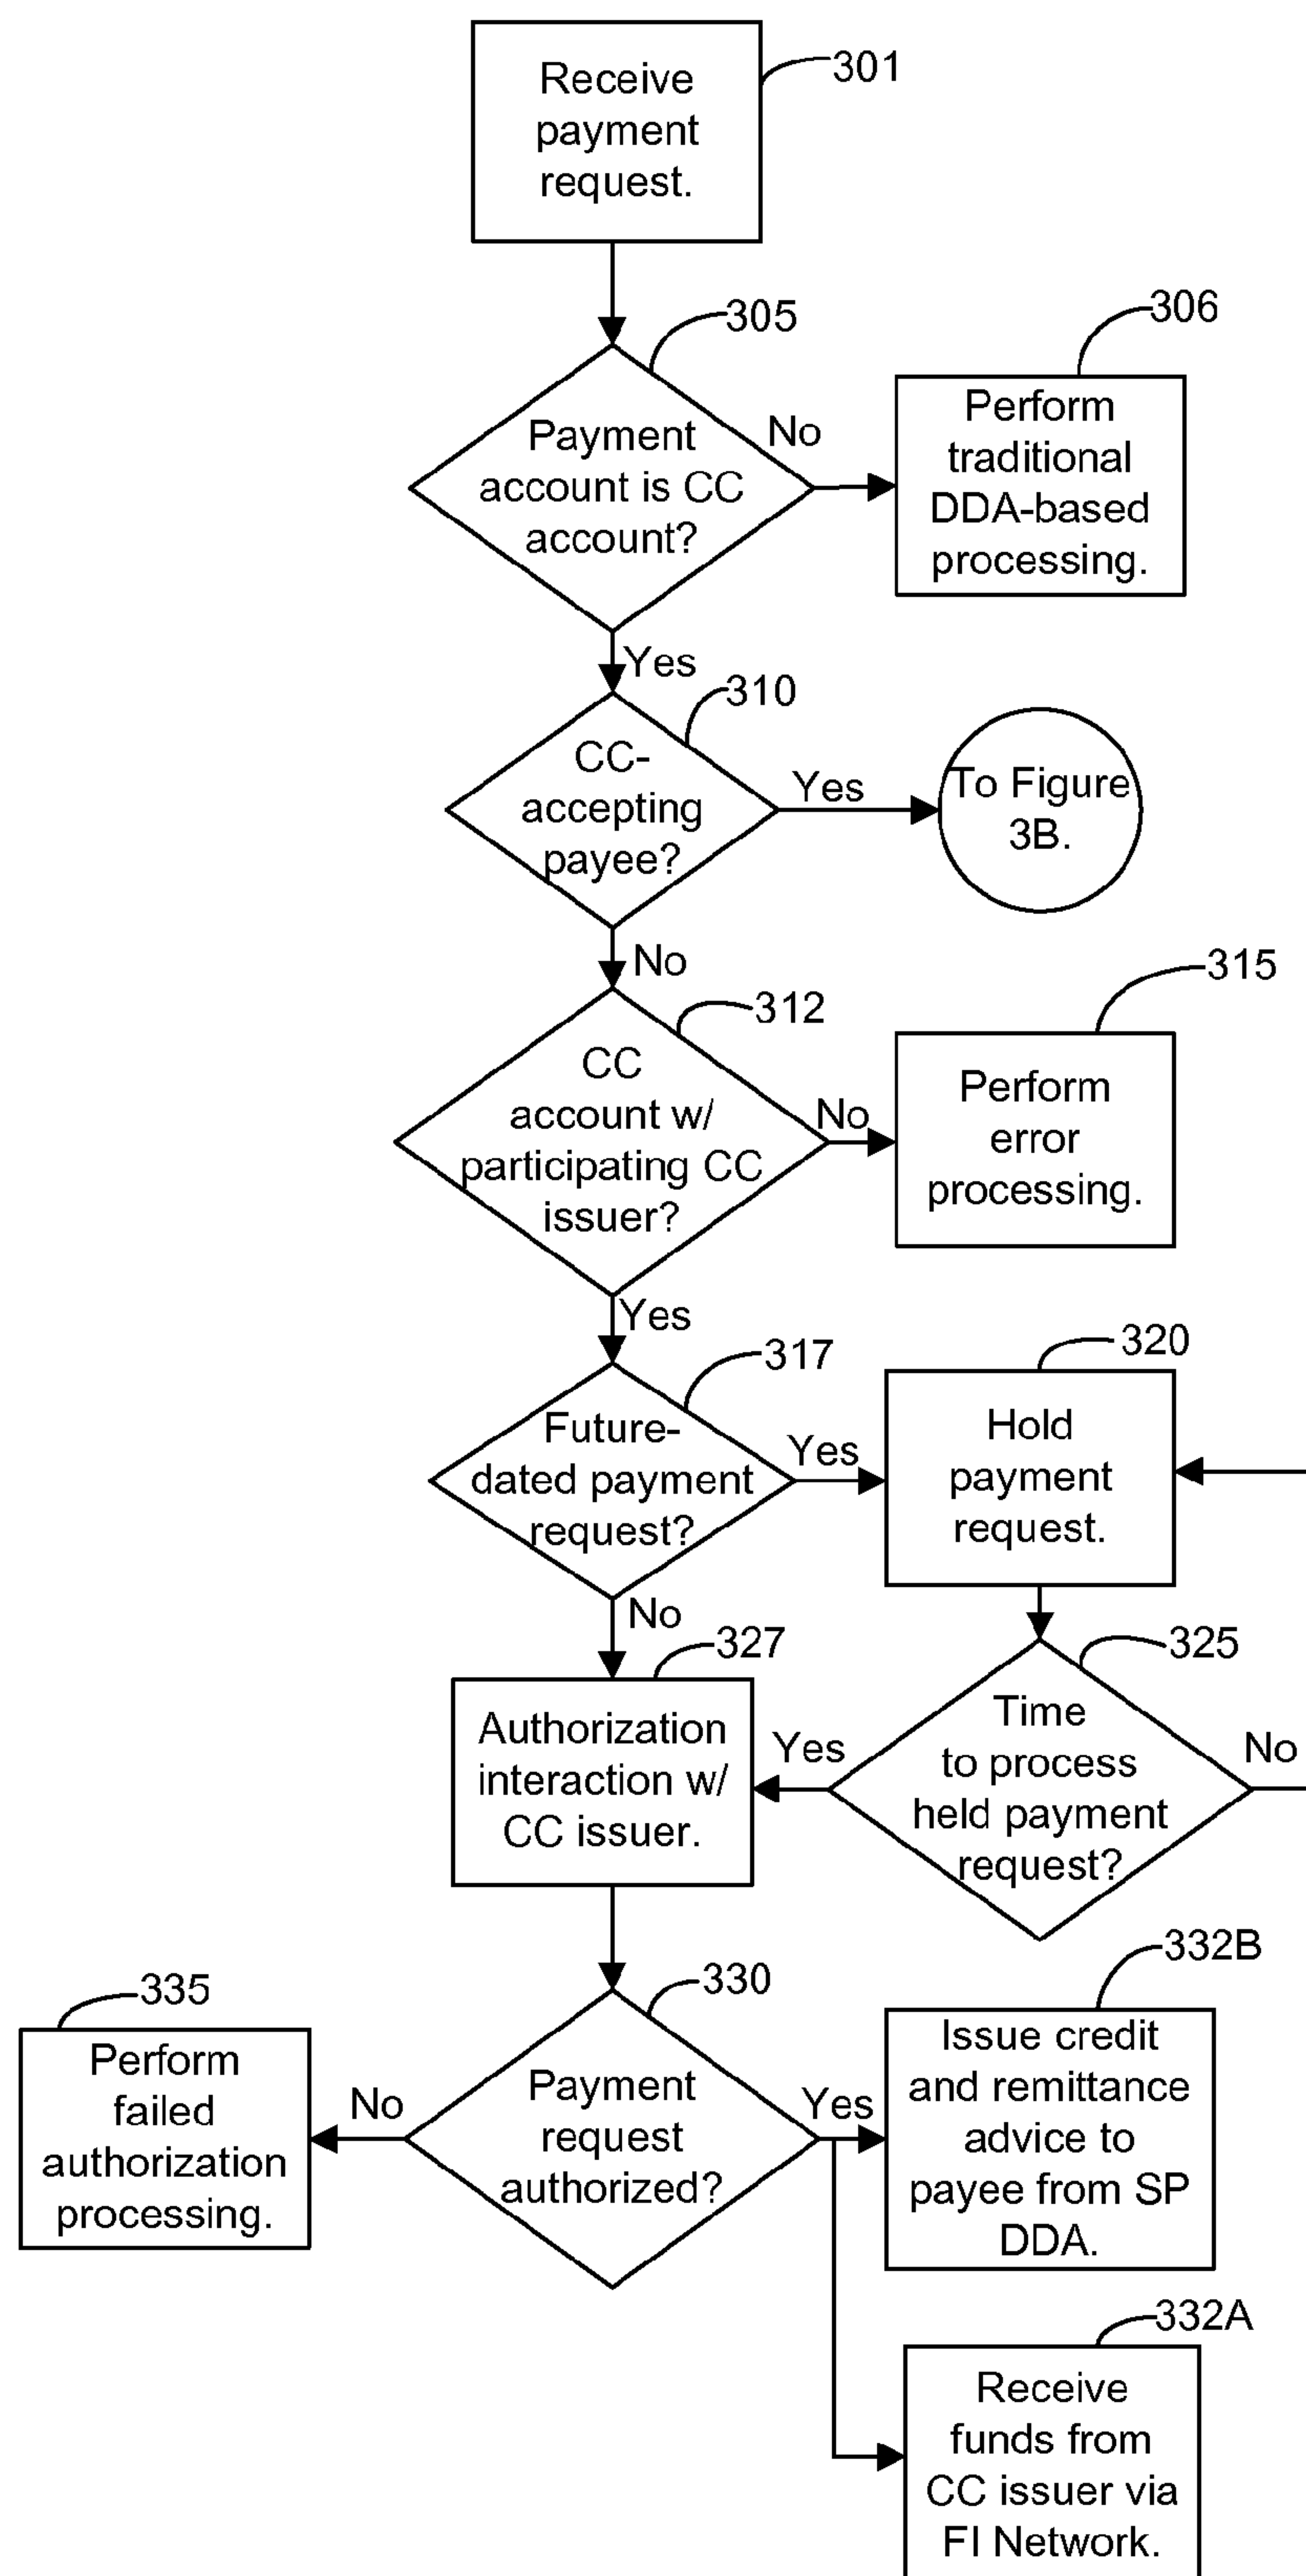 Receive
payment
request.
301
305
Payment
account is CC
account?
No
306
Perform
traditional
DDA-based
processing.
Yes
310
CC-
accepting
payee?
Yes
To Figure
3B.
No
312
CC
account w/
participating CC
issuer?
No
315
Perform
error
processing.
Yes
317
Future-
dated payment
request?
Yes
320
Hold
payment
request.
No
327
Authorization
interaction w/
CC issuer.
Yes
325
Time
to process
held payment
request?
No
335
Perform
failed
authorization
processing.
No
330
Payment
request
authorized?
Yes
332B
Issue credit
and remittance
advice to
payee from SP
DDA.
332A
Receive
funds from
CC issuer via
FI Network.